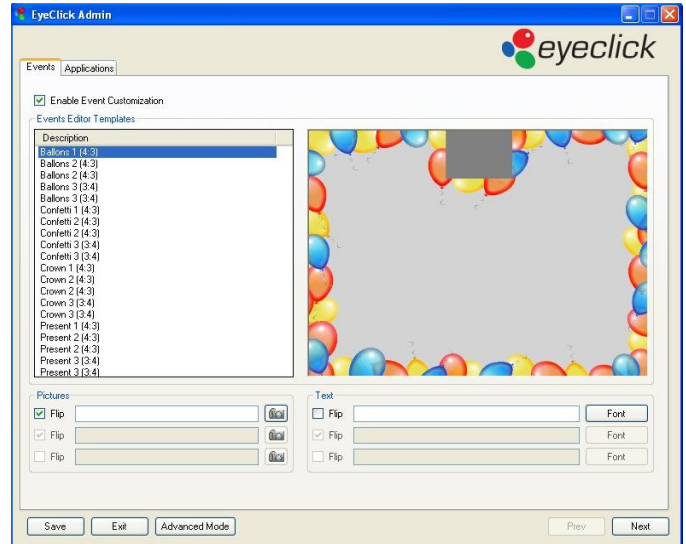 EyeClick Admin
eyeclick
Events Applications
Enable Event Customization
Events Editor Templates
Description
Ballons 1 (4:3)
Ballons 2 (4:3)
Ballons 2 (4:3)
Ballons 3 (3:4)
Ballons 3 (3:4)
Confetti 1 (4:3)
Confetti 2 (4:3)
Confetti 2 (4:3)
Confetti 3 (3:4)
Confetti 3 (3:4)
Crown 1 (4:3)
Crown 2 (4:3)
Crown 2 (4:3)
Crown 3 (3:4)
Crown 3 (3:4)
Present 1 (4:3)
Present 2 (4:3)
Present 2 (4:3)
Present 3 (3:4)
Present 3 (3:4)
Pictures
Flip
Flip
Flip
Text
Flip Font
Flip Font
Flip Font
Save Exit Advanced Mode Prev Next